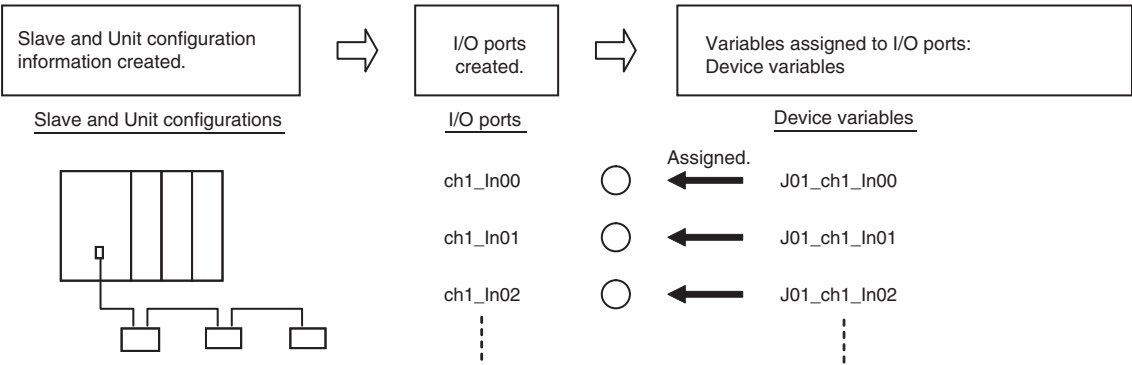 Slave and Unit configuration
information created.
I/O ports
created.
Variables assigned to I/O ports:
Device variables
Slave and Unit configurations
I/O ports
Device variables
Assigned.
ch1_In00
J01_ch1_In00
ch1_In01
J01_ch1_In01
ch1_In02
J01_ch1_In02